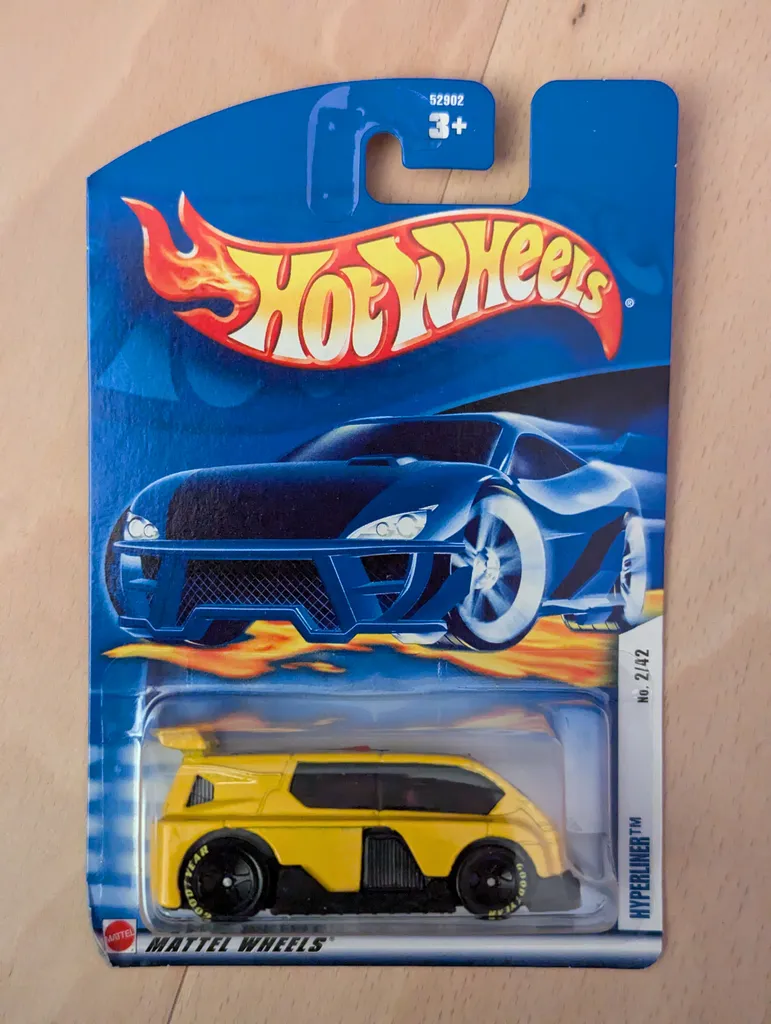 52902
3+
HOT WHEELS®
No. 2/42
HYPERLINER™
GOODYEAR
GOODYEAR
MATTEL
MATTEL WHEELS®